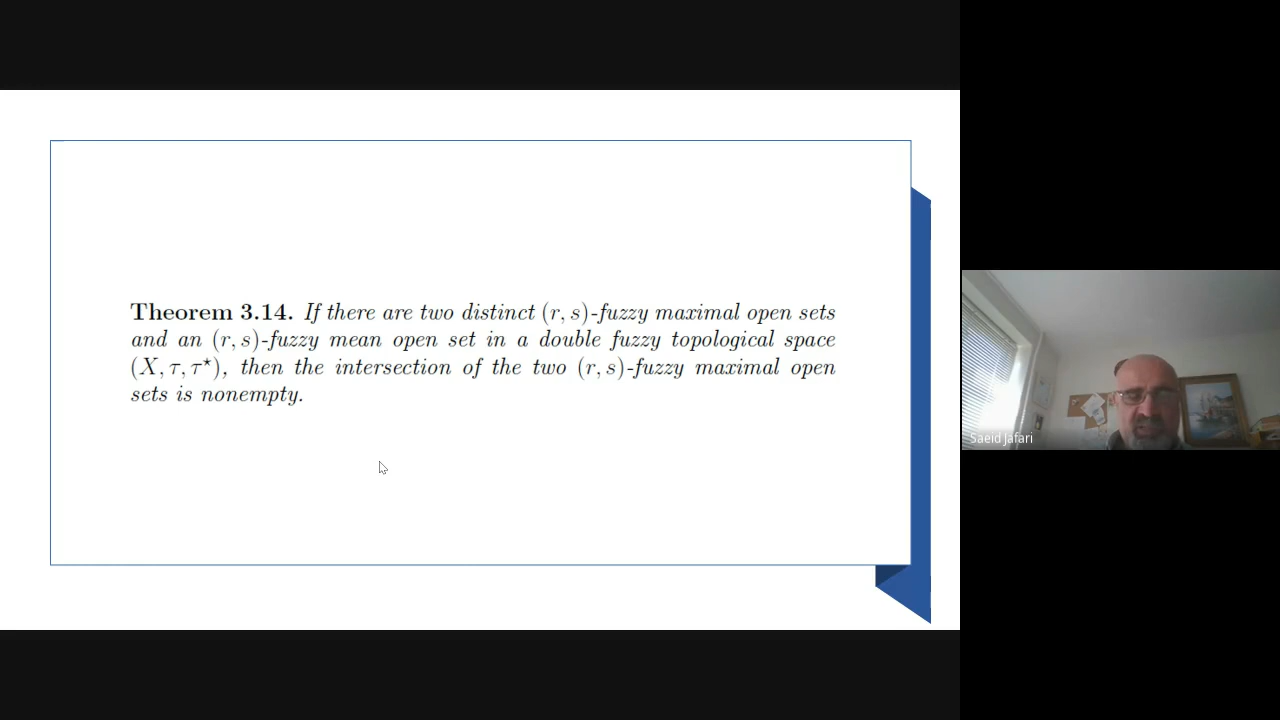 Theorem 3.14. If there are two distinct (r, s)-fuzzy maximal open sets
and an (r, s)-fuzzy mean open set in a double fuzzy topological space
(X, τ, τ⋆), then the intersection of the two (r, s)-fuzzy maximal open
sets is nonempty.
Saeid Jafari